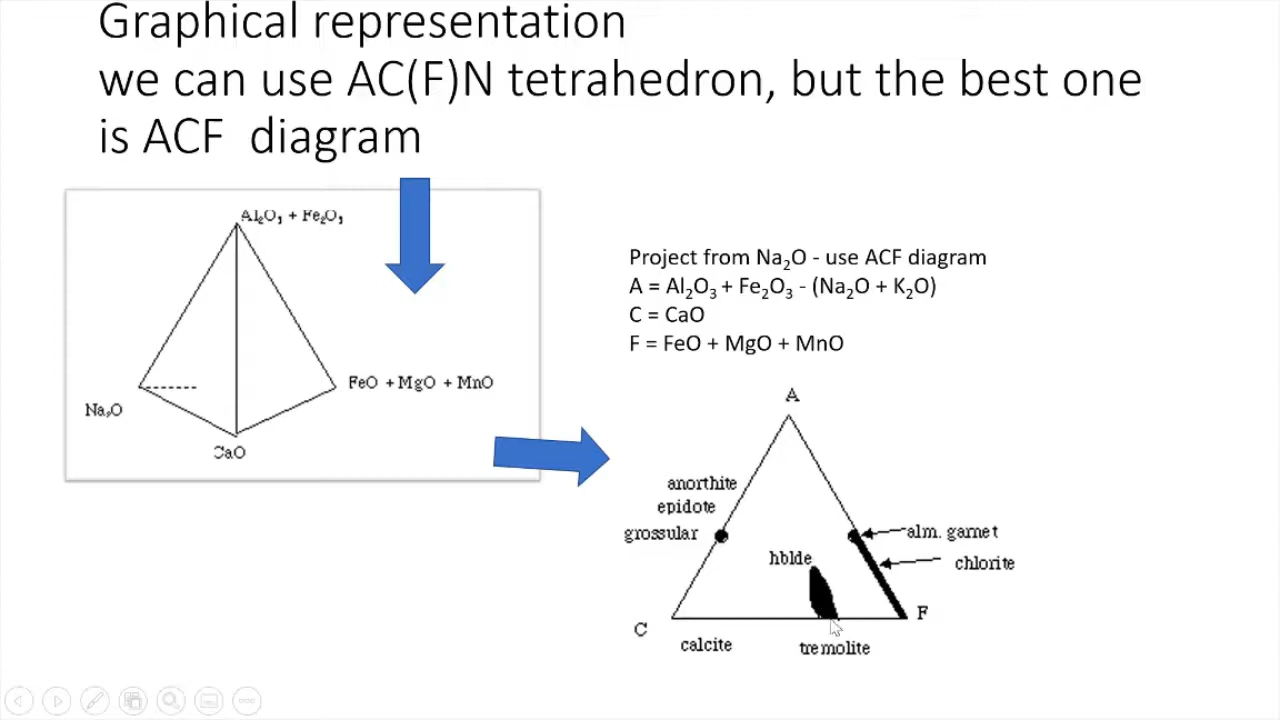 Graphical representation
we can use AC(F)N tetrahedron, but the best one
is ACF diagram
Al₂O₃ + Fe₂O₃
FeO + MgO + MnO
Na₂O
CaO
Project from Na₂O - use ACF diagram
A = Al₂O₃ + Fe₂O₃ - (Na₂O + K₂O)
C = CaO
F = FeO + MgO + MnO
A
anorthite
epidote
grossular
alm. garnet
hblde
chlorite
C
F
calcite
tremolite